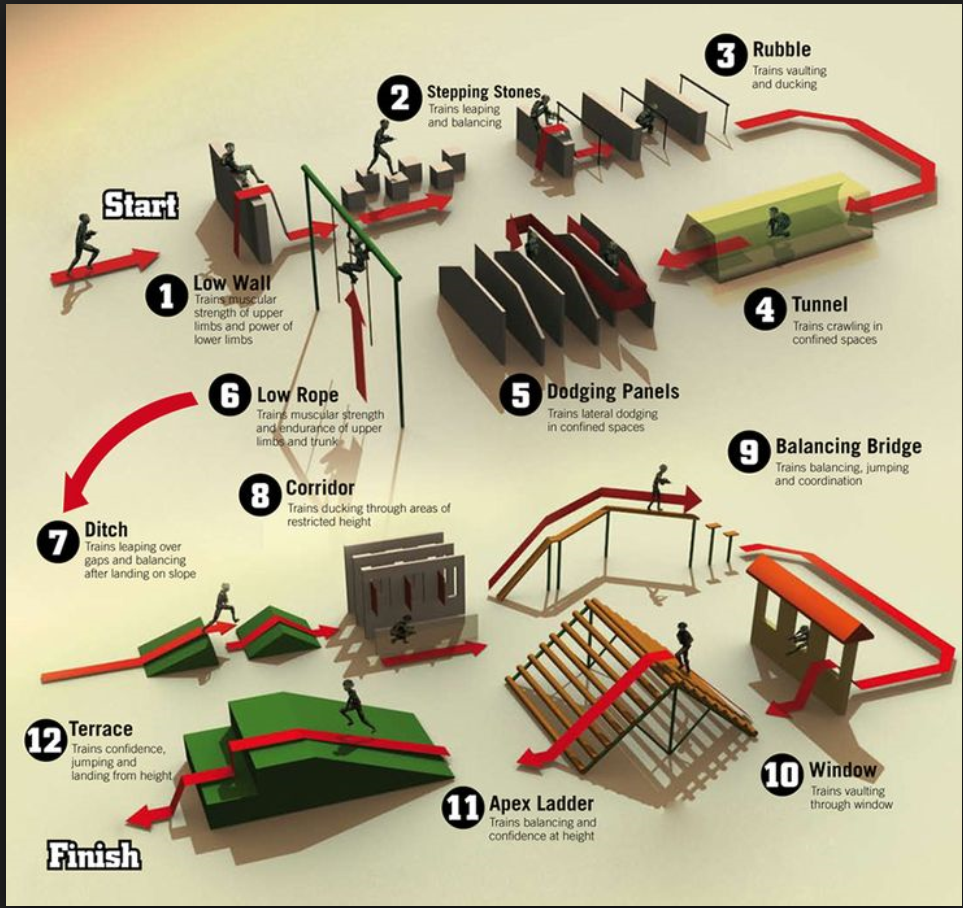 Start
1
Low Wall
Trains muscular
strength of upper
limbs and power of
lower limbs
2
Stepping Stones
Trains leaping
and balancing
3
Rubble
Trains vaulting
and ducking
4
Tunnel
Trains crawling in
confined spaces
5
Dodging Panels
Trains lateral dodging
in confined spaces
6
Low Rope
Trains muscular strength
and endurance of upper
limbs and trunk
7
Ditch
Trains leaping over
gaps and balancing
after landing on slope
8
Corridor
Trains ducking through areas of
restricted height
9
Balancing Bridge
Trains balancing, jumping
and coordination
10
Window
Trains vaulting
through window
11
Apex Ladder
Trains balancing and
confidence at height
12
Terrace
Trains confidence,
jumping and
landing from height
Finish